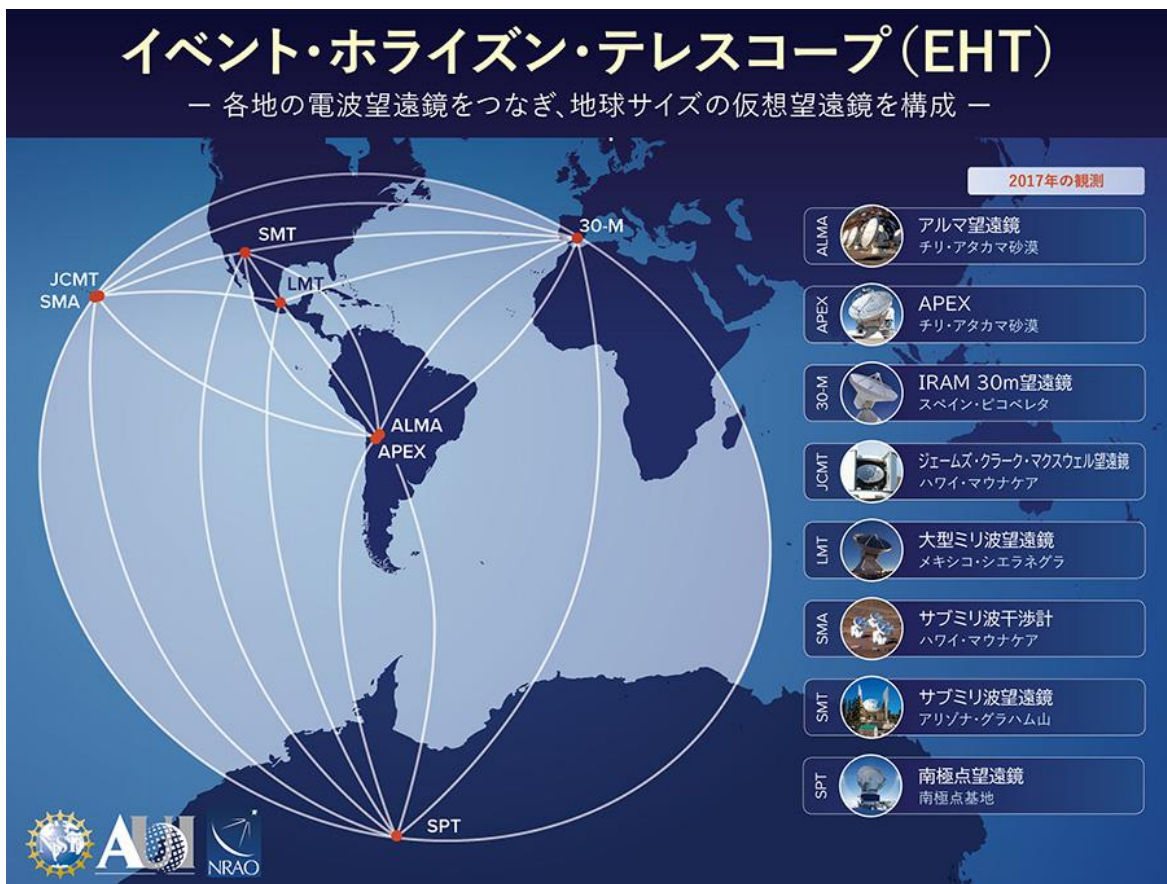 イベント・ホライズン・テレスコープ（EHT）
— 各地の電波望遠鏡をつなぎ、地球サイズの仮想望遠鏡を構成 —
2017年の観測
SMT
30-M
JCMT
SMA
LMT
ALMA
APEX
SPT
ALMA
アルマ望遠鏡
チリ・アタカマ砂漠
APEX
APEX
チリ・アタカマ砂漠
30-M
IRAM 30m望遠鏡
スペイン・ピコベレタ
JCMT
ジェームズ・クラーク・マクスウェル望遠鏡
ハワイ・マウナケア
LMT
大型ミリ波望遠鏡
メキシコ・シエラネグラ
SMA
サブミリ波干渉計
ハワイ・マウナケア
SMT
サブミリ波望遠鏡
アリゾナ・グラハム山
SPT
南極点望遠鏡
南極点基地
NSF
AUI
NRAO